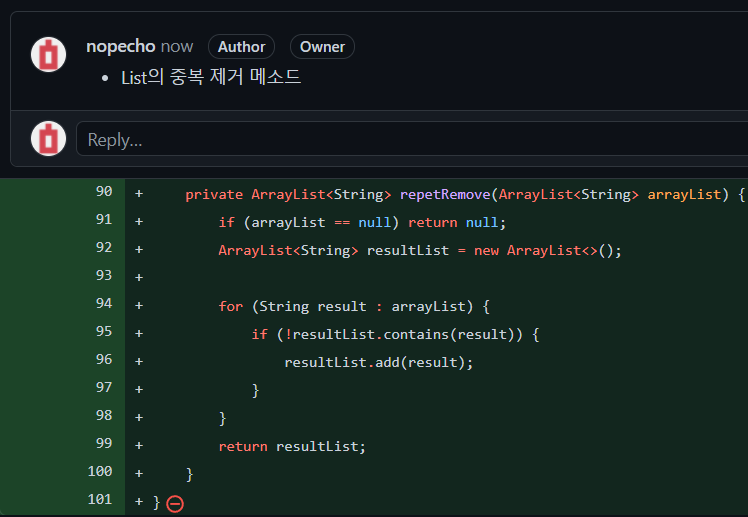 nopecho now Author Owner
• List의 중복 제거 메소드
Reply...
90 + private ArrayList<String> repetRemove(ArrayList<String> arrayList) {
91 + if (arrayList == null) return null;
92 + ArrayList<String> resultList = new ArrayList<>();
93 +
94 + for (String result : arrayList) {
95 + if (!resultList.contains(result)) {
96 + resultList.add(result);
97 + }
98 + }
99 + return resultList;
100 + }
101 + }